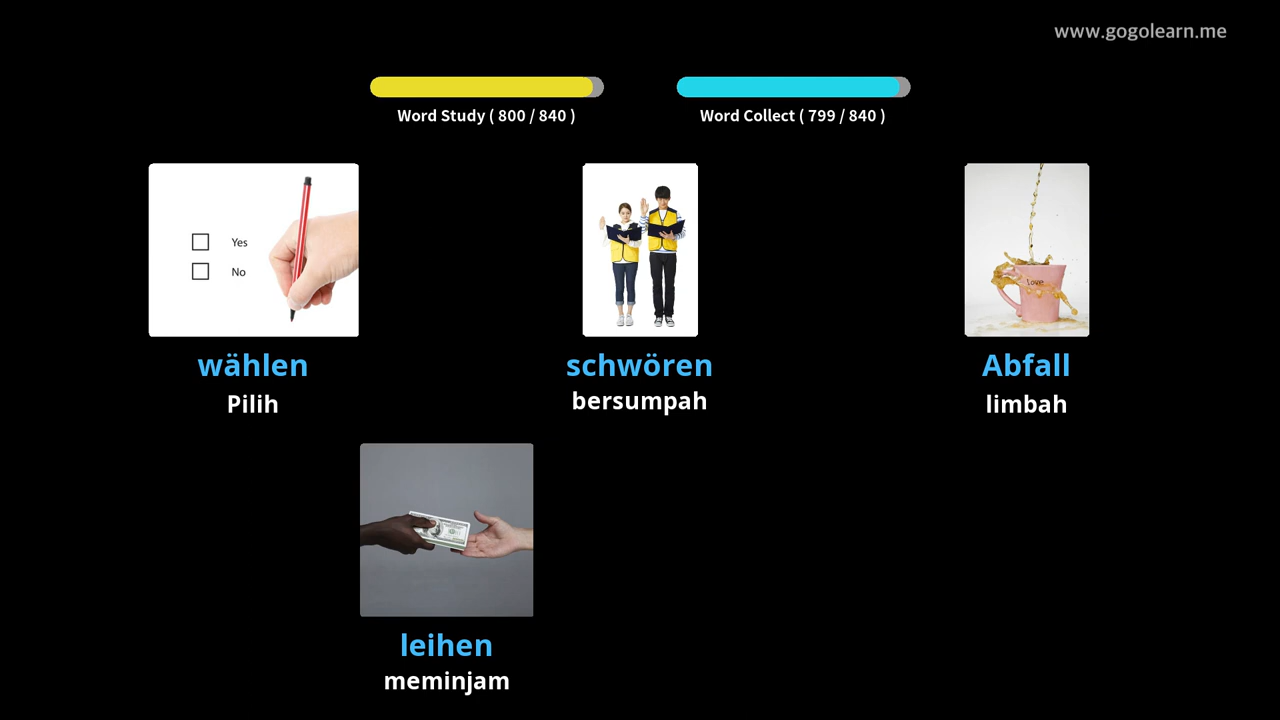 www.gogolearn.me
Word Study ( 800 / 840 )
Word Collect ( 799 / 840 )
Yes
No
Love
wählen
schwören
Abfall
Pilih
bersumpah
limbah
leihen
meminjam